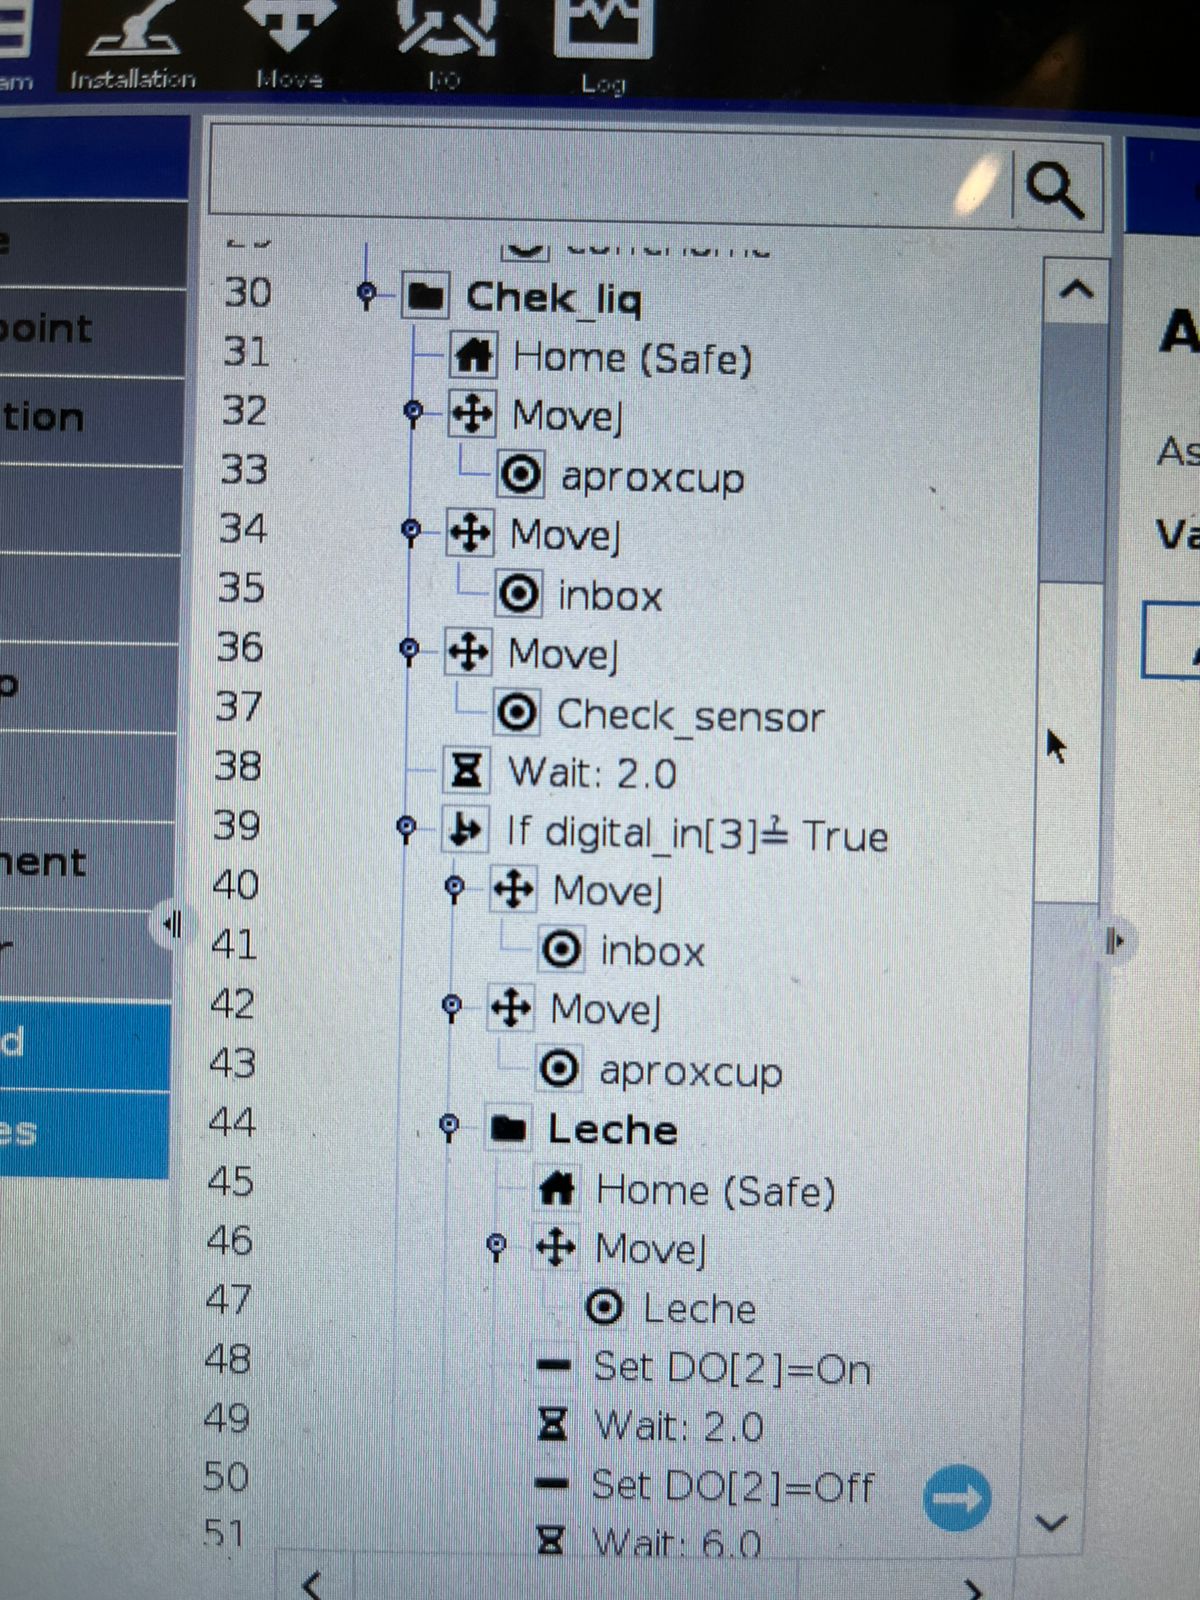 am Installation Move I/O Log
30 Chek_liq
31 Home (Safe)
32 MoveJ
33 aproxcup
34 MoveJ
35 inbox
36 MoveJ
37 Check_sensor
38 Wait: 2.0
39 If digital_in[3]≟ True
40 MoveJ
41 inbox
42 MoveJ
43 aproxcup
44 Leche
45 Home (Safe)
46 MoveJ
47 Leche
48 Set DO[2]=On
49 Wait: 2.0
50 Set DO[2]=Off
51 Wait: 6.0
e
point
tion
p
nent
r
d
es
A
As
Va